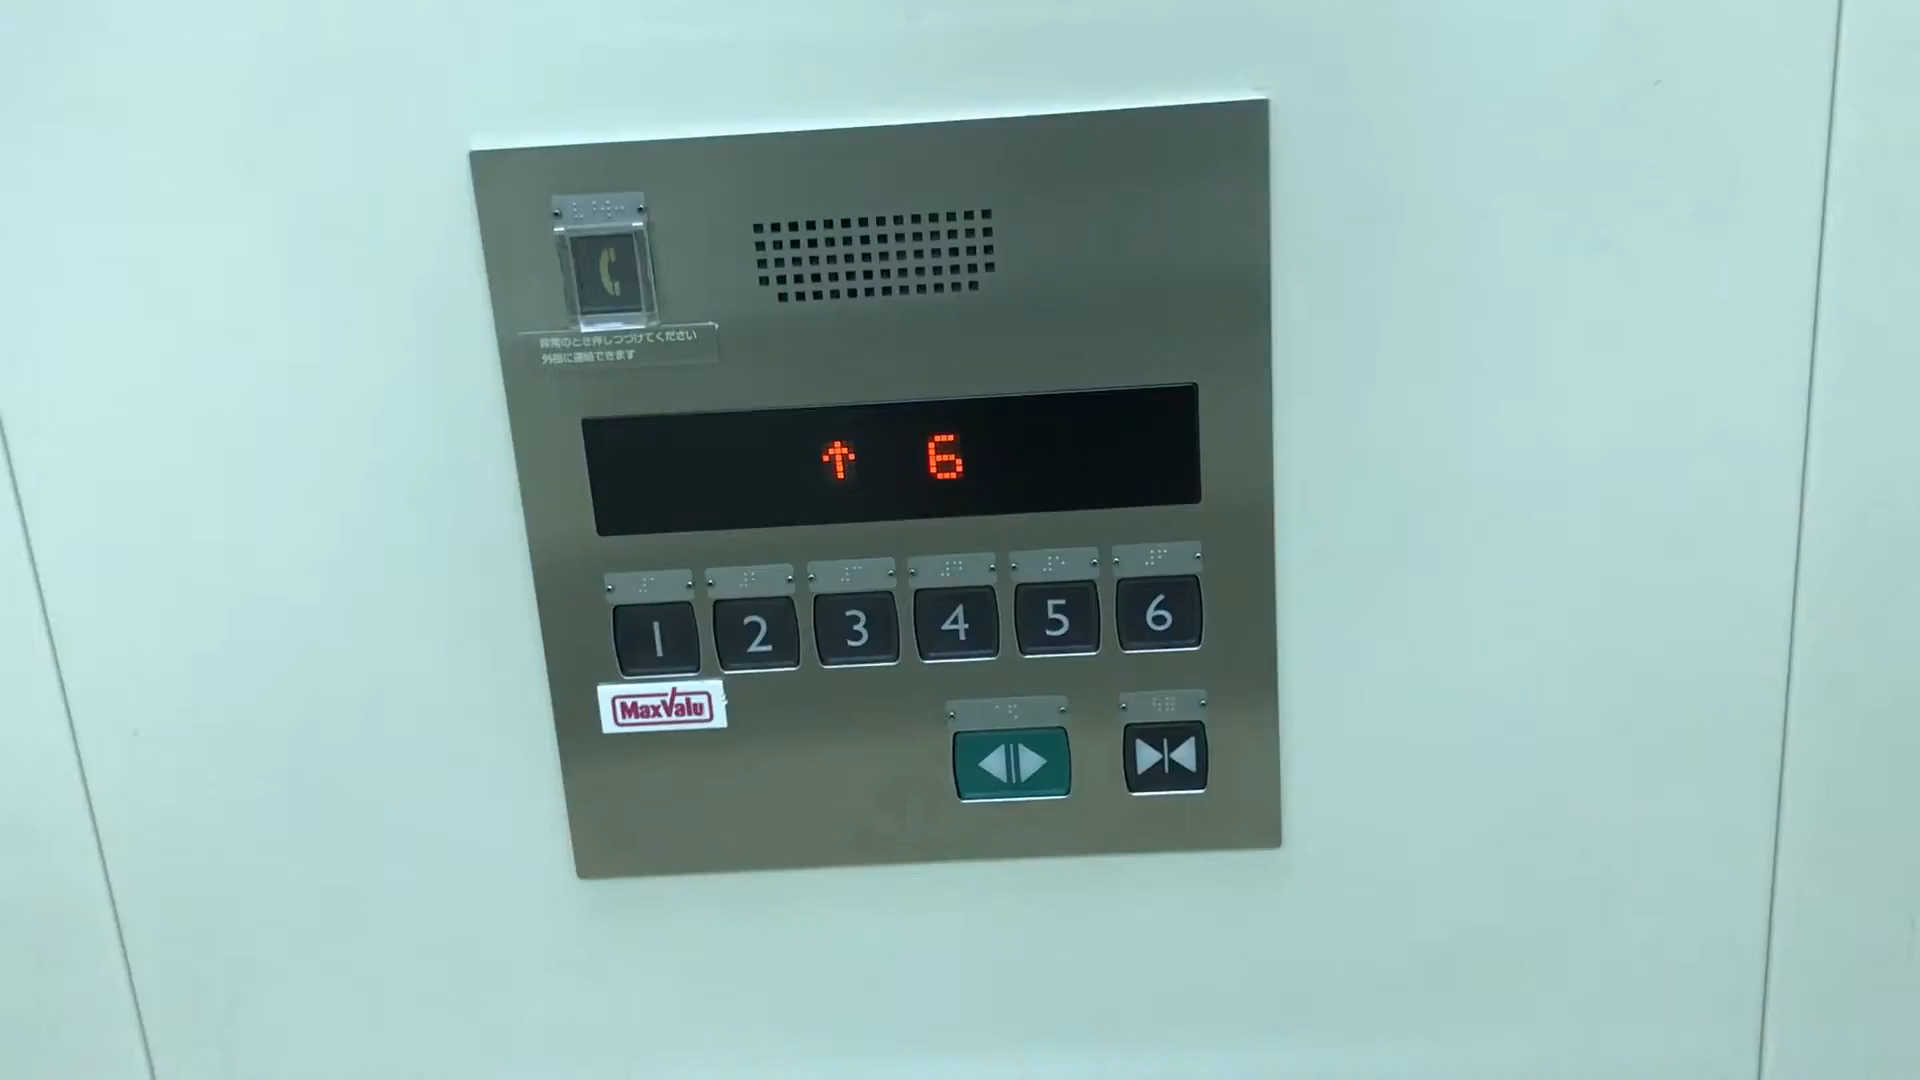 非常のとき押しつづけてください
外部に連絡できます
↑ 6
1 2 3 4 5 6
MaxValu